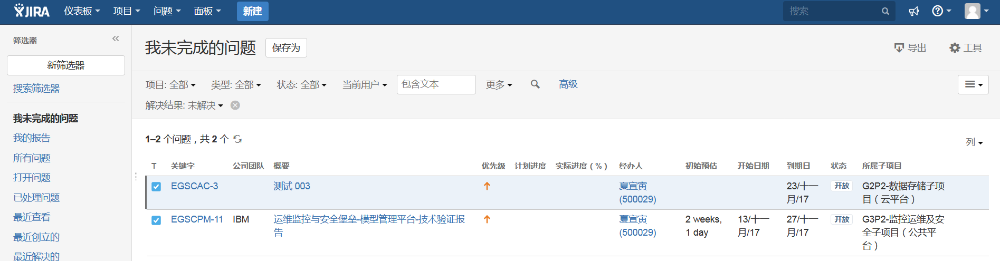 JIRA 仪表板 项目 问题 面板 新建 搜索
筛选器
新筛选器
搜索筛选器
我未完成的问题
我的报告
所有问题
打开问题
已处理问题
最近查看
最近创立的
最近解决的
我未完成的问题 保存为 导出 工具
项目: 全部 类型: 全部 状态: 全部 当前用户 包含文本 更多 高级
解决结果: 未解决
1–2 个问题，共 2 个
列
T 关键字 公司团队 概要 优先级 计划进度 实际进度（%） 经办人 初始预估 开始日期 到期日 状态 所属子项目
EGSCAC-3 测试 003 夏宣寅 23/十一 开放 G2P2-数据存储子项
(500029) 月/17 目（云平台）
EGSCPM-11 IBM 运维监控与安全堡垒-模型管理平台-技术验证报 夏宣寅 2 weeks, 13/十一 27/十一 开放 G3P2-监控运维及安
告 (500029) 1 day 月/17 月/17 全子项目（公共平
台）